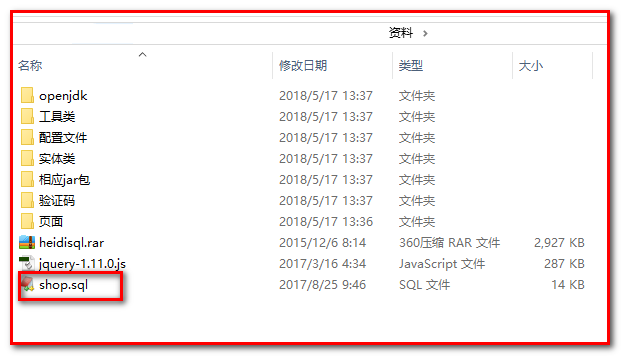 资料
名称 修改日期 类型 大小
openjdk 2018/5/17 13:37 文件夹
工具类 2018/5/17 13:37 文件夹
配置文件 2018/5/17 13:37 文件夹
实体类 2018/5/17 13:37 文件夹
相应jar包 2018/5/17 13:37 文件夹
验证码 2018/5/17 13:37 文件夹
页面 2018/5/17 13:36 文件夹
heidisql.rar 2015/12/6 8:14 360压缩 RAR 文件 2,927 KB
jquery-1.11.0.js 2017/3/16 4:34 JavaScript 文件 287 KB
shop.sql 2017/8/25 9:46 SQL 文件 14 KB